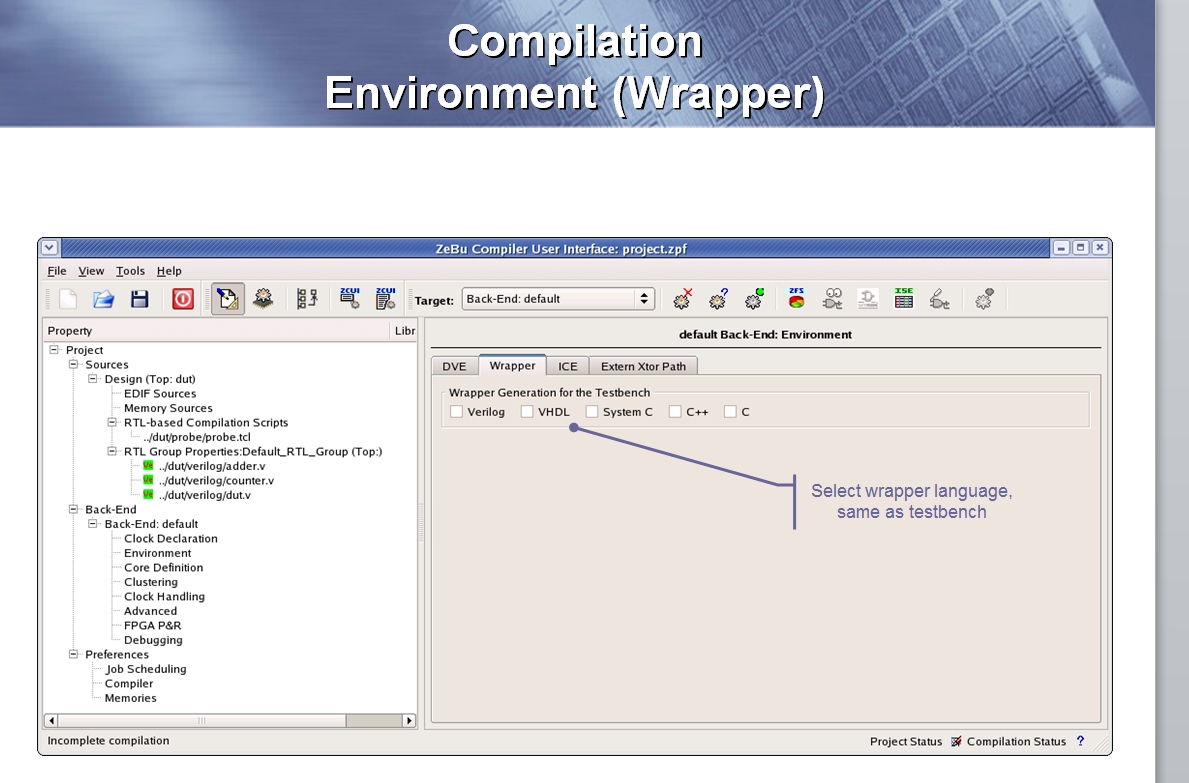 Compilation
Environment (Wrapper)
ZeBu Compiler User Interface: project.zpf
File View Tools Help
ZCUI ZCUI Target: Back-End: default ZFS ISE
Property Libr
Project
Sources
Design (Top: dut)
EDIF Sources
Memory Sources
RTL-based Compilation Scripts
../dut/probe/probe.tcl
RTL Group Properties:Default_RTL_Group (Top:)
Ve ../dut/verilog/adder.v
Ve ../dut/verilog/counter.v
Ve ../dut/verilog/dut.v
Back-End
Back-End: default
Clock Declaration
Environment
Core Definition
Clustering
Clock Handling
Advanced
FPGA P&R
Debugging
Preferences
Job Scheduling
Compiler
Memories
default Back-End: Environment
DVE Wrapper ICE Extern Xtor Path
Wrapper Generation for the Testbench
Verilog VHDL System C C++ C
Select wrapper language,
same as testbench
Incomplete compilation
Project Status Compilation Status ?